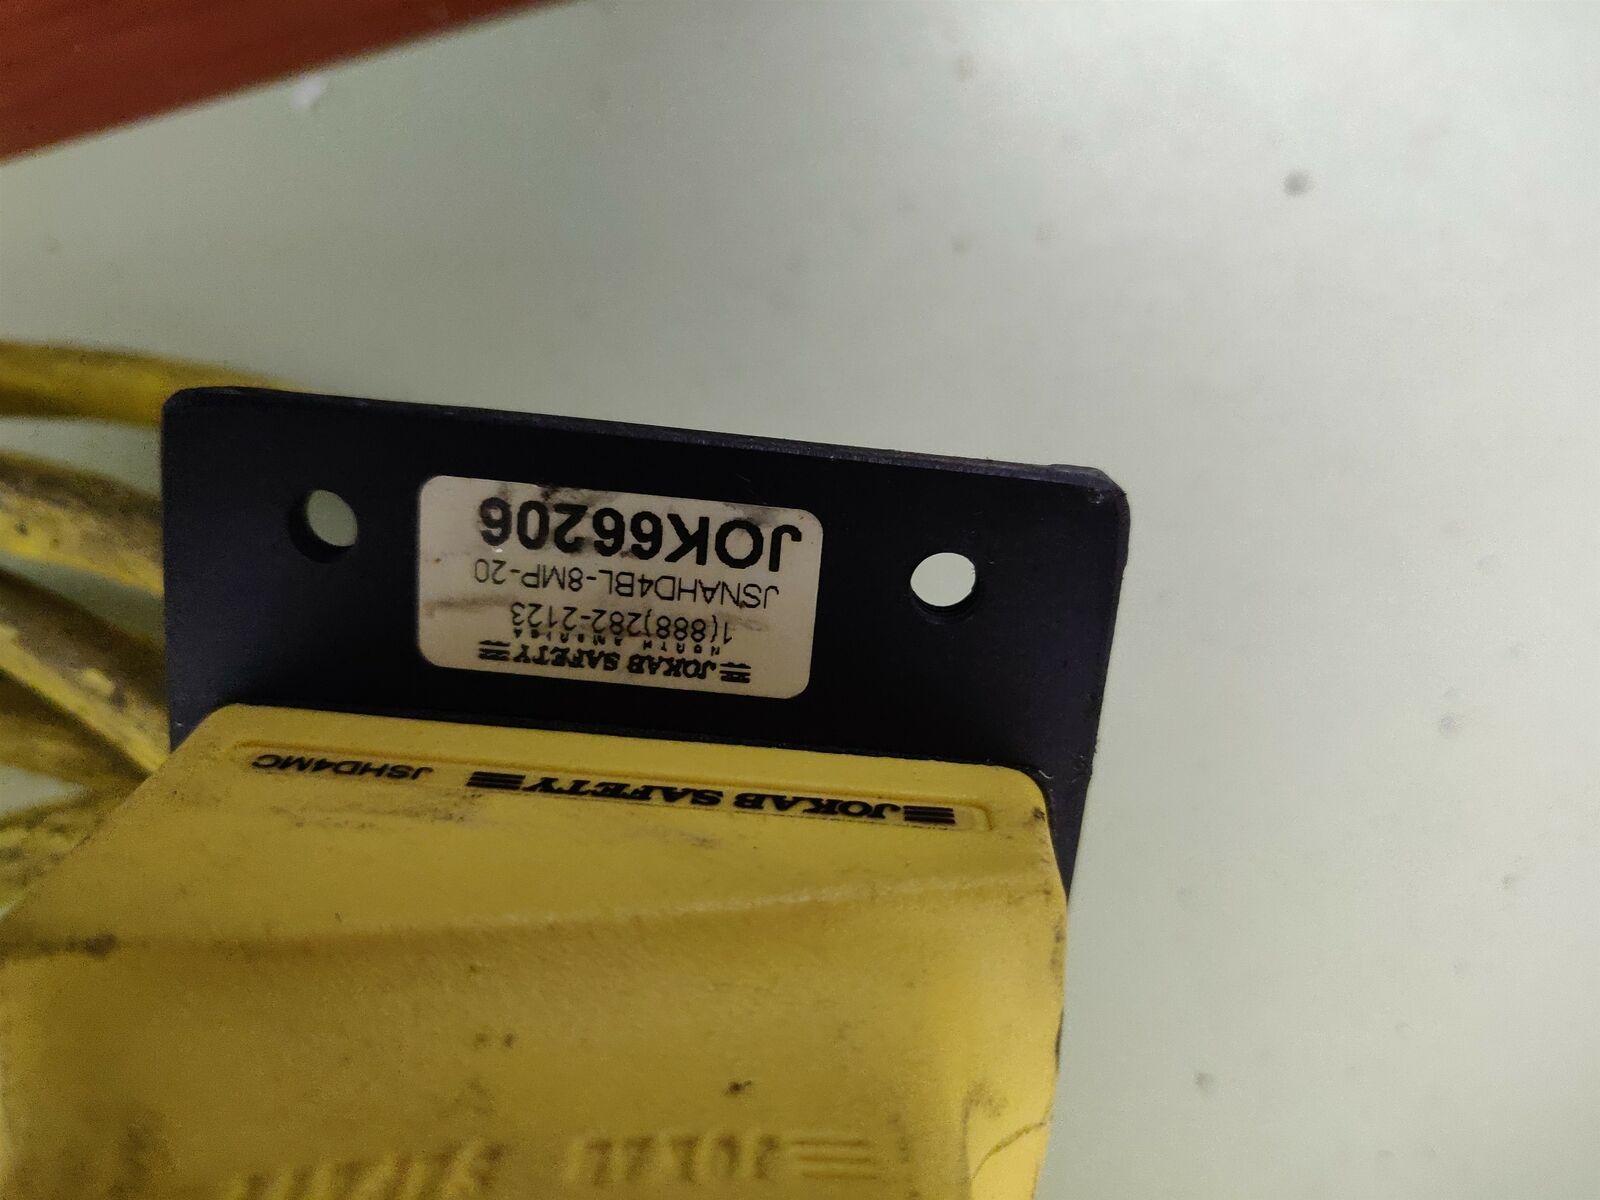 JOKAB SAFETY
NORTH AMERICA
1(888)282-2123
JSNAHD4BL-8MP-20
JOK66206
JOKAB SAFETY JSHD4MC